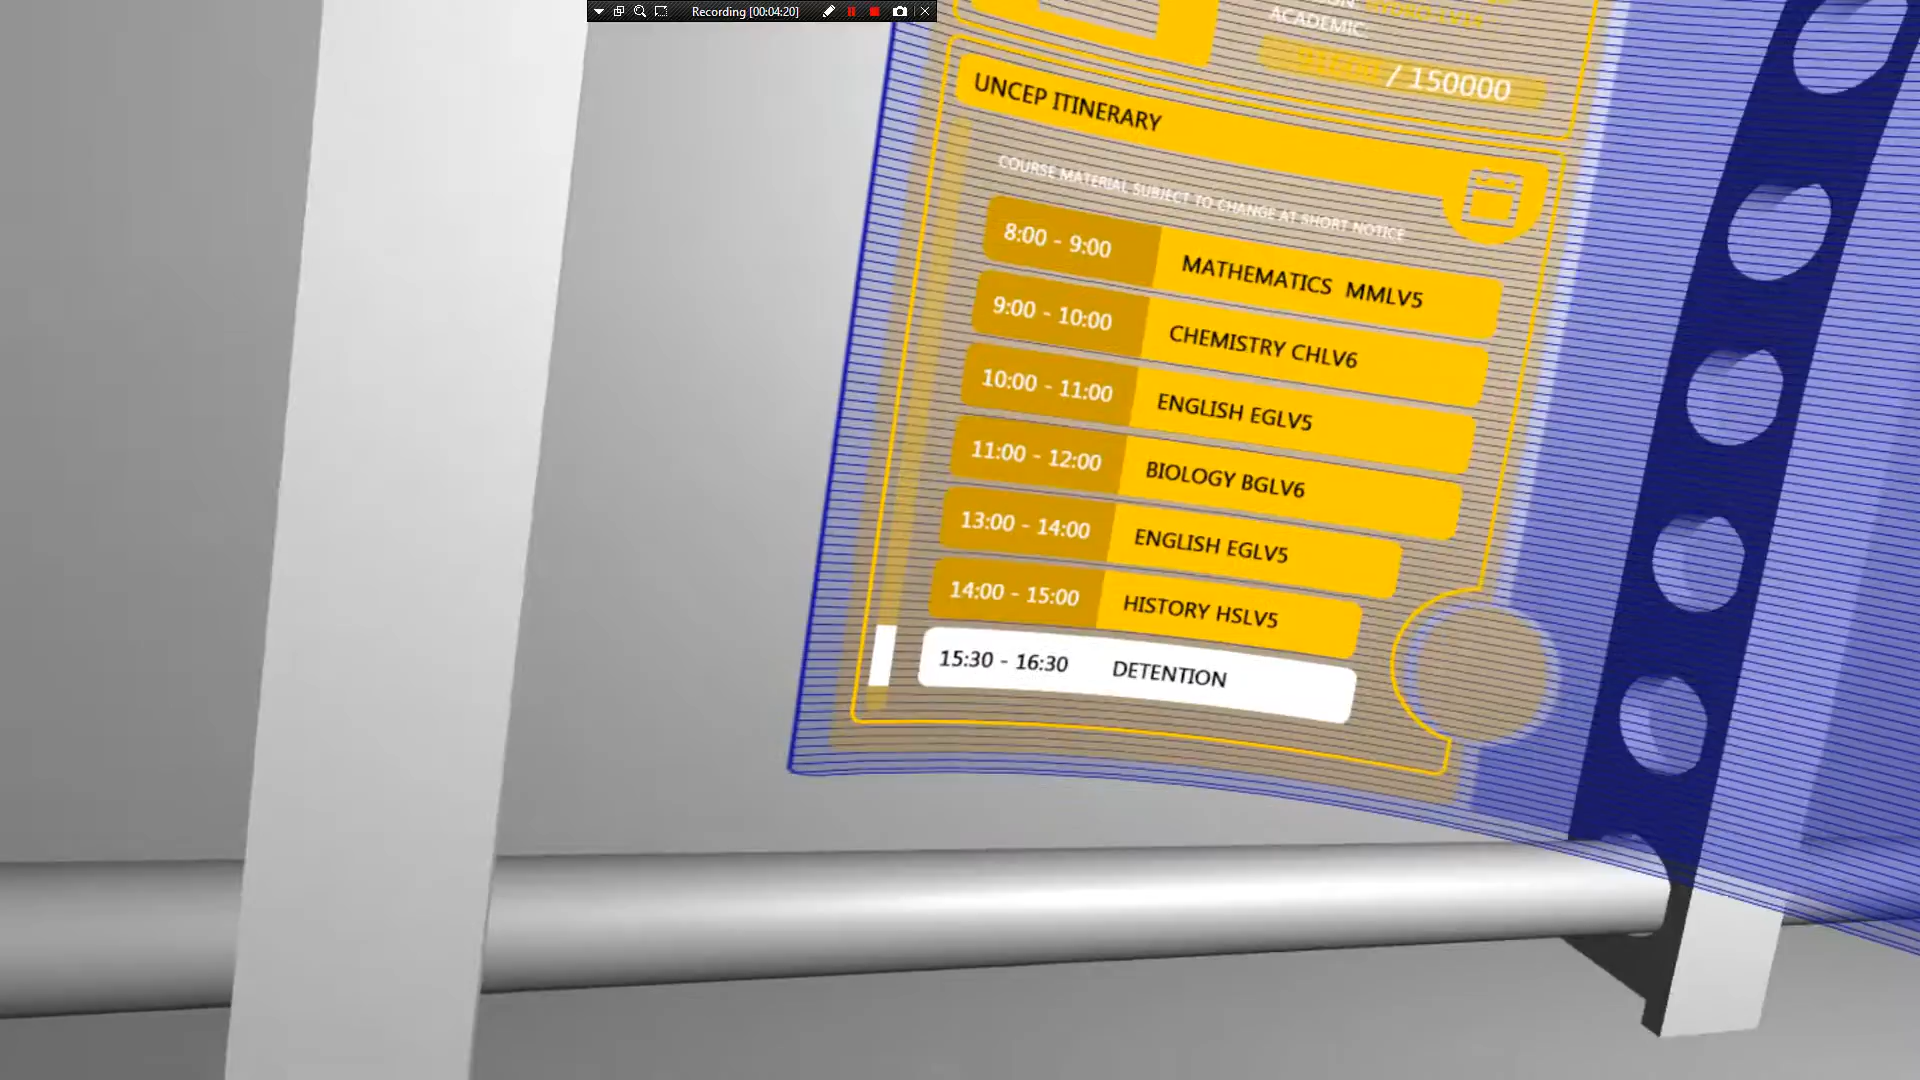 Recording [00:04:20]
ACADEMIC
/ 150000
UNCEP ITINERARY
COURSE MATERIAL SUBJECT TO CHANGE AT SHORT NOTICE
8:00 - 9:00 MATHEMATICS MMLV5
9:00 - 10:00 CHEMISTRY CHLV6
10:00 - 11:00 ENGLISH EGLV5
11:00 - 12:00 BIOLOGY BGLV6
13:00 - 14:00 ENGLISH EGLV5
14:00 - 15:00 HISTORY HSLV5
15:30 - 16:30 DETENTION